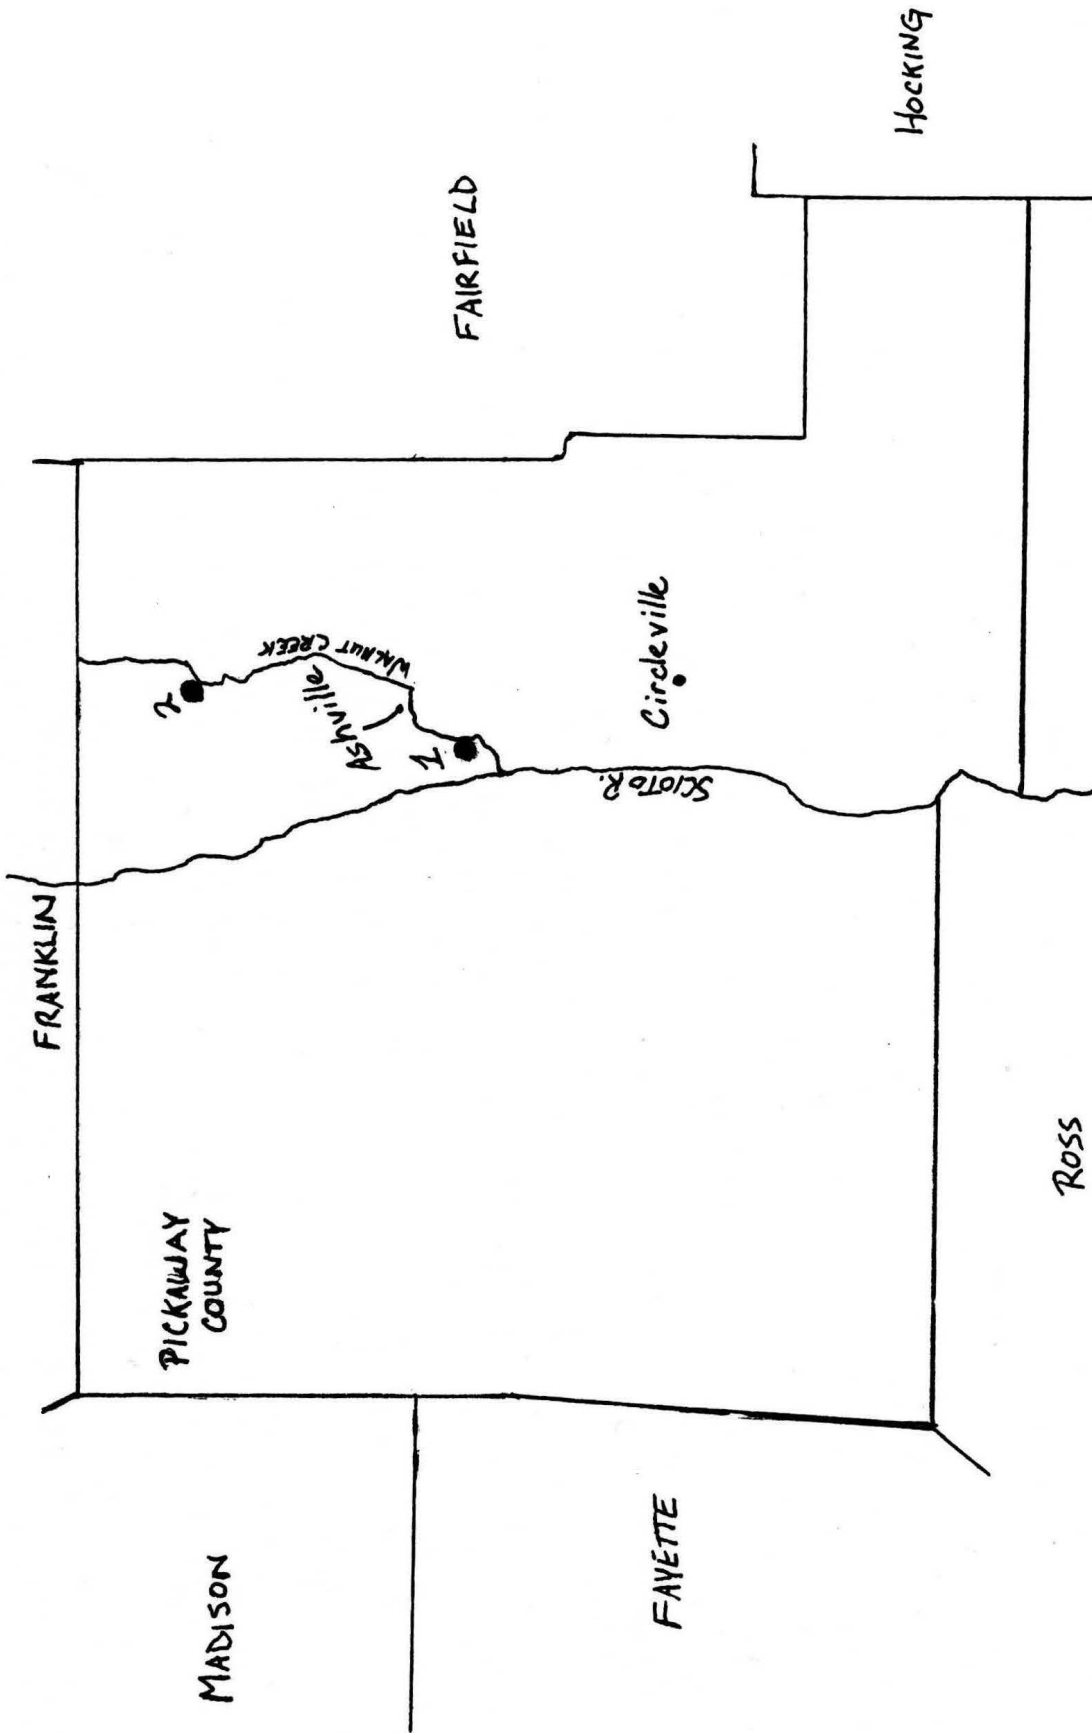 FRANKLIN
MADISON
PICKAWAY
COUNTY
2
WALNUT CREEK
Ashville
1
FAIRFIELD
SCIOTO R.
Circleville
FAYETTE
HOCKING
ROSS